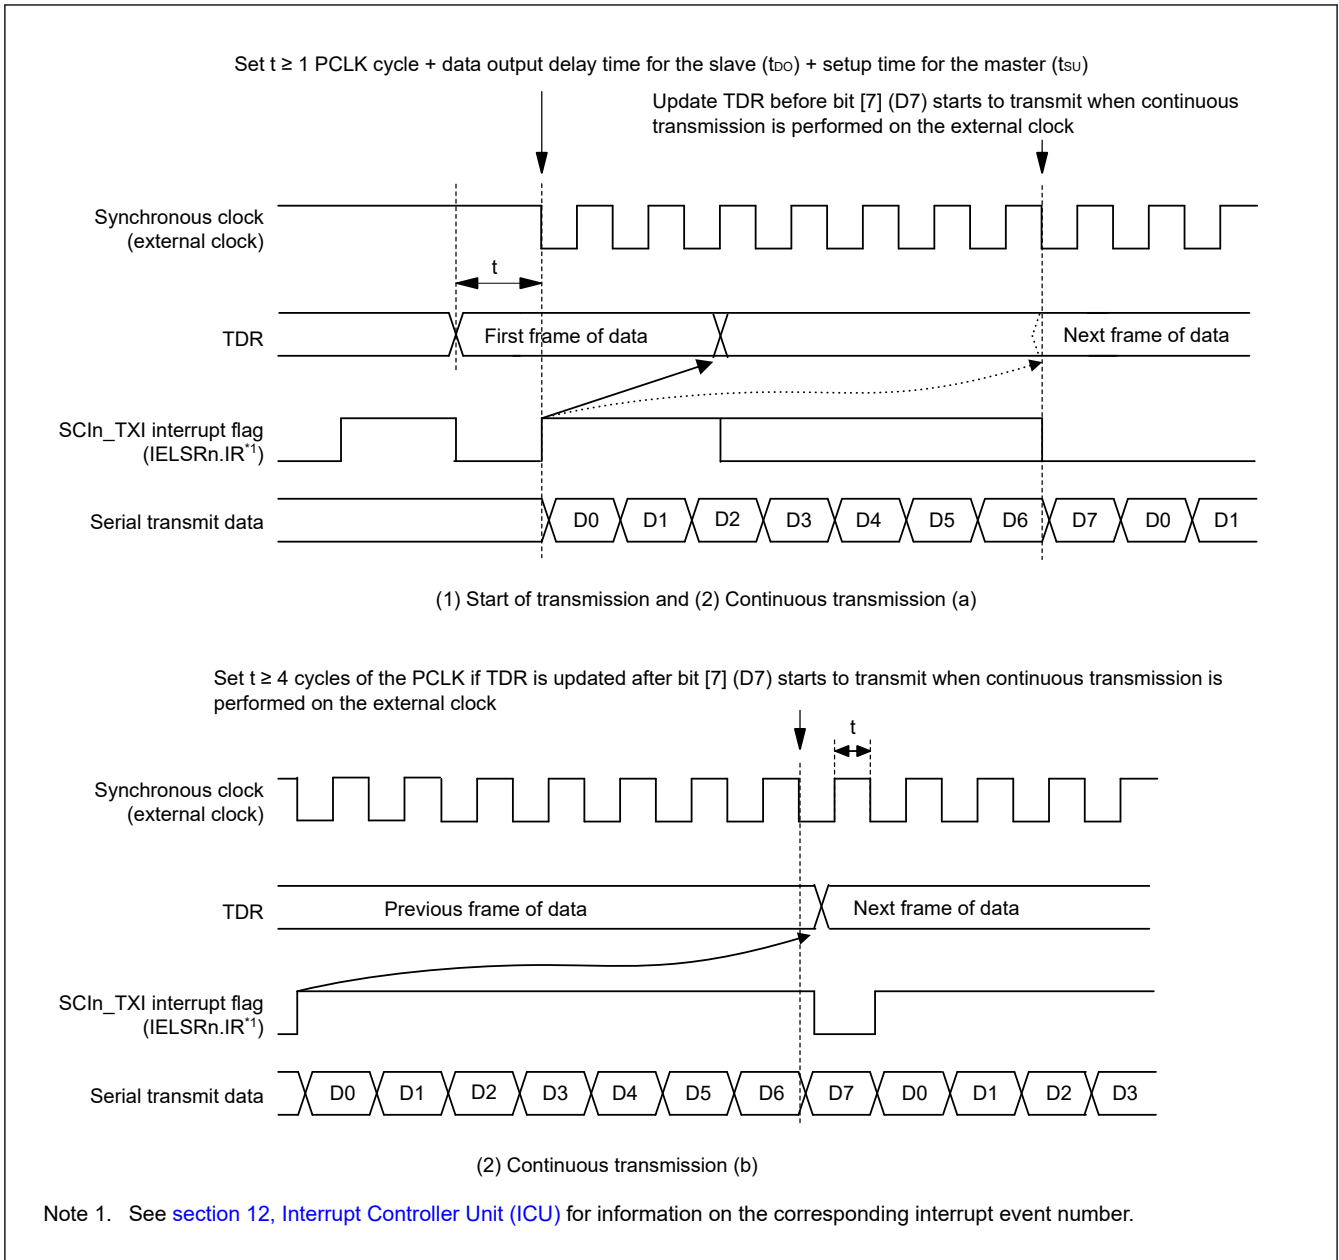 Set t ≥ 1 PCLK cycle + data output delay time for the slave (tDO) + setup time for the master (tSU)
Update TDR before bit [7] (D7) starts to transmit when continuous
transmission is performed on the external clock
Synchronous clock
(external clock)
t
TDR
First frame of data
Next frame of data
SCIn_TXI interrupt flag
(IELSRn.IR*1)
Serial transmit data
D0 D1 D2 D3 D4 D5 D6 D7 D0 D1
(1) Start of transmission and (2) Continuous transmission (a)
Set t ≥ 4 cycles of the PCLK if TDR is updated after bit [7] (D7) starts to transmit when continuous transmission is
performed on the external clock
t
Synchronous clock
(external clock)
TDR
Previous frame of data
Next frame of data
SCIn_TXI interrupt flag
(IELSRn.IR*1)
Serial transmit data
D0 D1 D2 D3 D4 D5 D6 D7 D0 D1 D2 D3
(2) Continuous transmission (b)
Note 1. See section 12, Interrupt Controller Unit (ICU) for information on the corresponding interrupt event number.